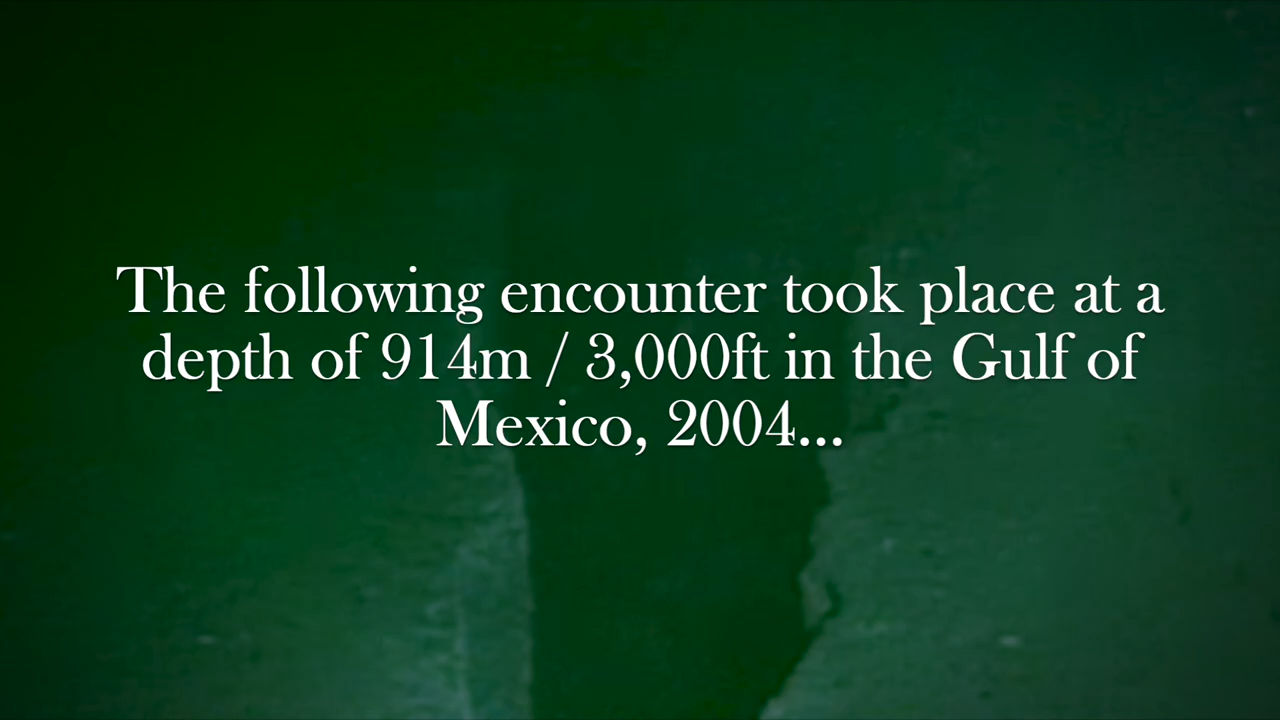 The following encounter took place at a
depth of 914m / 3,000ft in the Gulf of
Mexico, 2004...